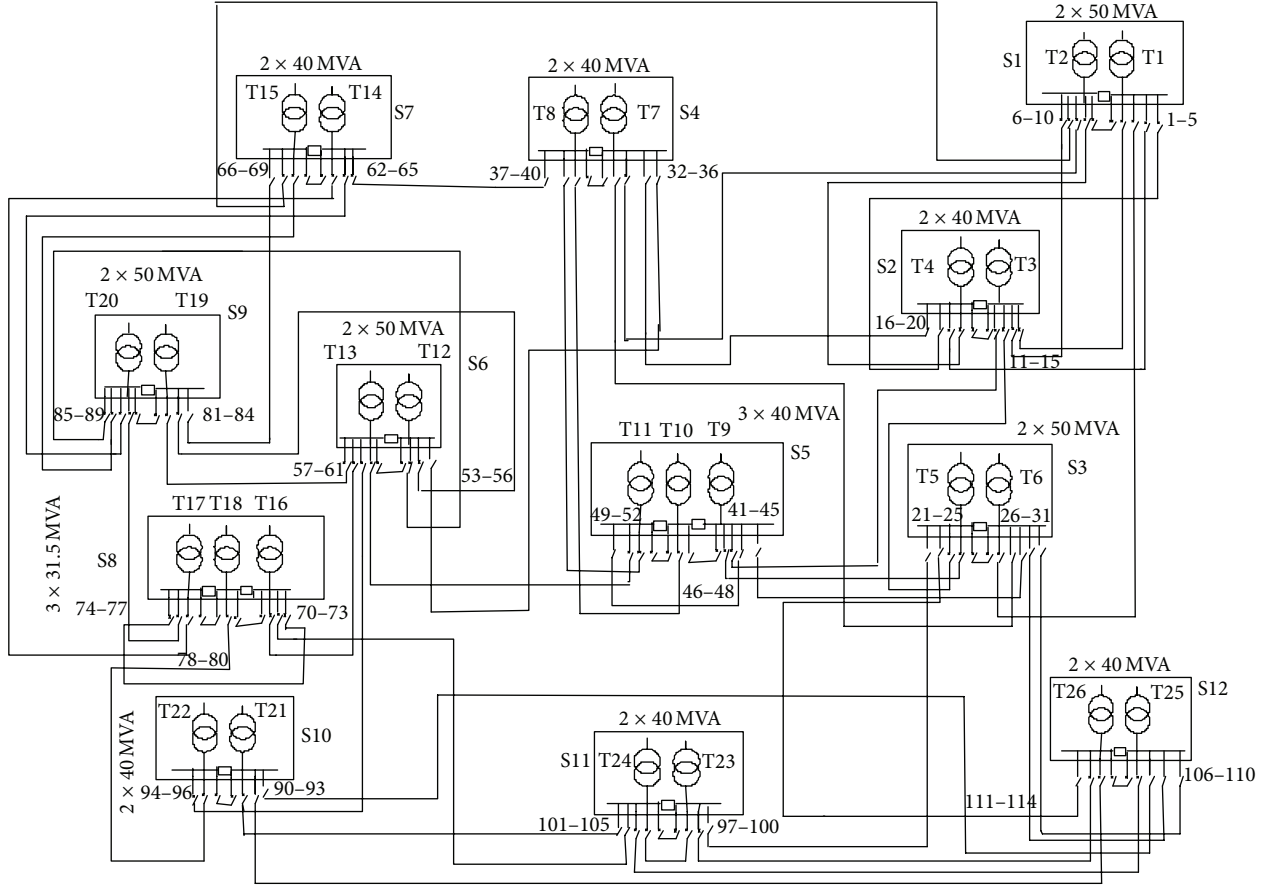 2 × 50 MVA
S1
T2
T1
6–10
1–5
2 × 40 MVA
T15
T14
S7
66–69
62–65
2 × 40 MVA
T8
T7
S4
37–40
32–36
2 × 40 MVA
S2
T4
T3
16–20
11–15
2 × 50 MVA
T20
T19
S9
85–89
81–84
2 × 50 MVA
T13
T12
S6
57–61
53–56
3 × 40 MVA
T11
T10
T9
S5
49–52
41–45
46–48
2 × 50 MVA
T5
T6
S3
21–25
26–31
3 × 31.5 MVA
T17
T18
T16
S8
74–77
70–73
78–80
2 × 40 MVA
T22
T21
S10
94–96
90–93
2 × 40 MVA
S11
T24
T23
101–105
97–100
2 × 40 MVA
T26
T25
S12
111–114
106–110